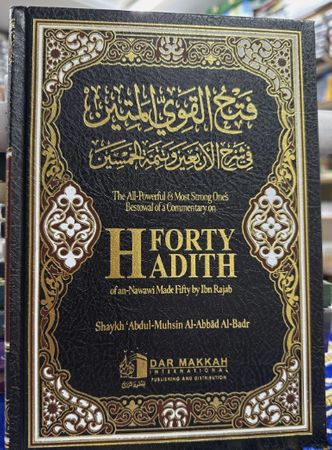 فتح القوي المتين
في شرح الأربعين وتتمة الخمسين
The All-Powerful & Most Strong One's
Bestowal of a Commentary on
FORTY
HADITH
of an-Nawawi Made Fifty by Ibn Rajab
Shaykh 'Abdul-Muhsin Al-Abbād Al-Badr
DAR MAKKAH
INTERNATIONAL
PUBLISHING AND DISTRIBUTION